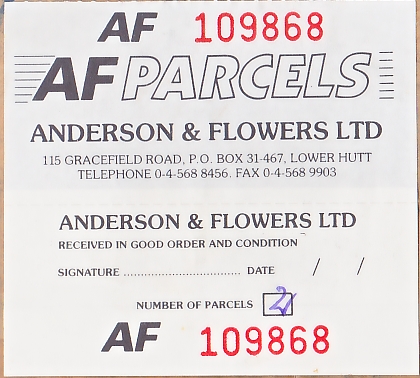 AF 109868
AF PARCELS
ANDERSON & FLOWERS LTD
115 GRACEFIELD ROAD, P.O. BOX 31-467, LOWER HUTT
TELEPHONE 0-4-568 8456. FAX 0-4-568 9903
ANDERSON & FLOWERS LTD
RECEIVED IN GOOD ORDER AND CONDITION
SIGNATURE ................................... DATE / /
NUMBER OF PARCELS 2
AF 109868